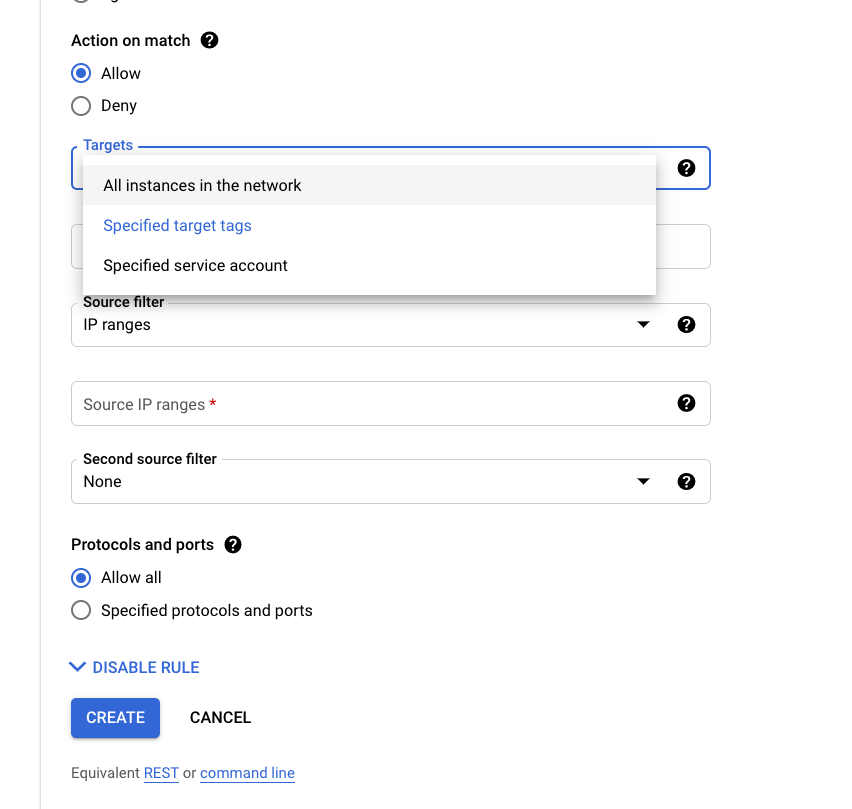 Action on match
Allow
Deny
Targets
All instances in the network
Specified target tags
Specified service account
Source filter
IP ranges
Source IP ranges *
Second source filter
None
Protocols and ports
Allow all
Specified protocols and ports
DISABLE RULE
CREATE CANCEL
Equivalent REST or command line